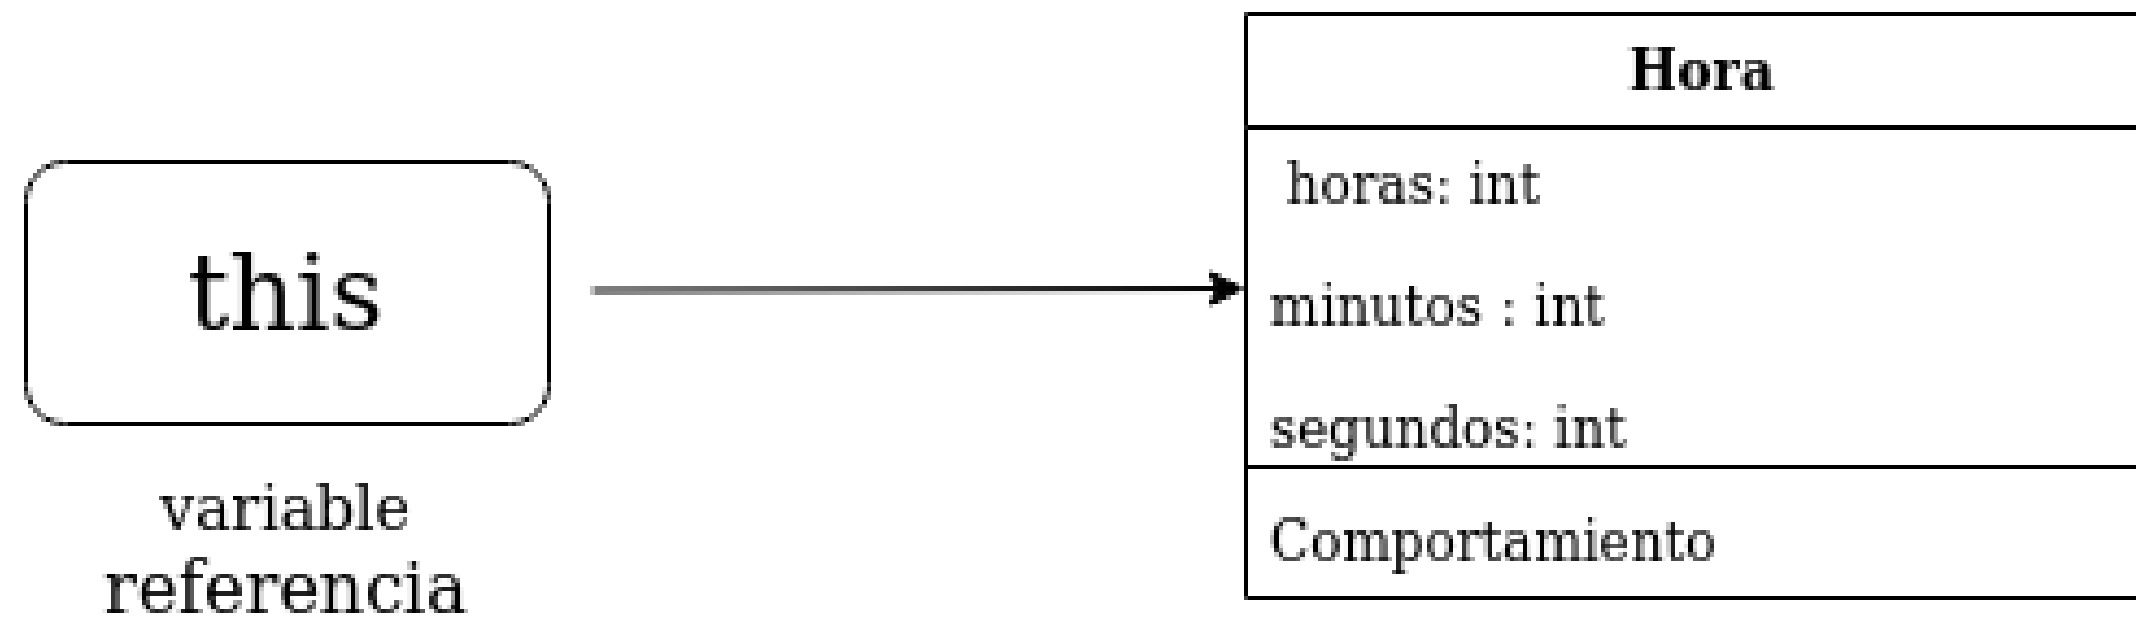 this
variable
referencia
Hora
horas: int
minutos : int
segundos: int
Comportamiento